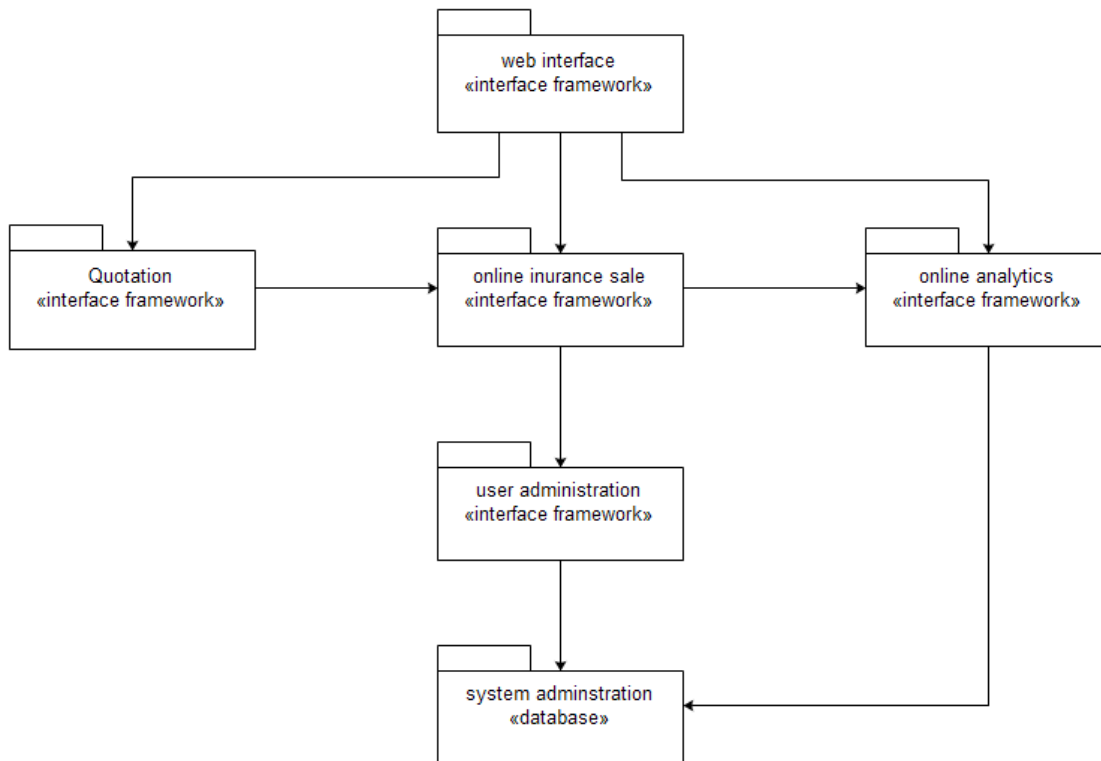 web interface
«interface framework»
Quotation
«interface framework»
online inurance sale
«interface framework»
online analytics
«interface framework»
user administration
«interface framework»
system adminstration
«database»